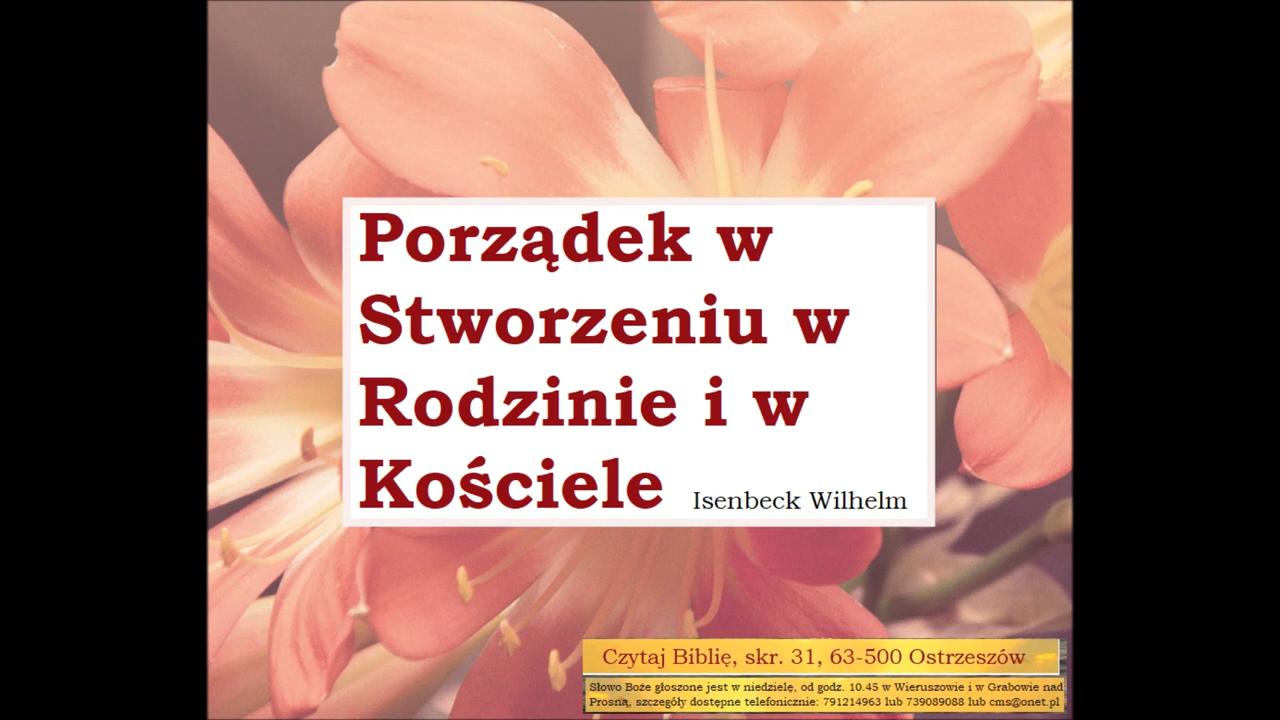 Porządek w
Stworzeniu w
Rodzinie i w
Kościele Isenbeck Wilhelm
Czytaj Biblię, skr. 31, 63-500 Ostrzeszów
Słowo Boże głoszone jest w niedzielę, od godz. 10.45 w Wieruszowie i w Grabowie nad
Prosną, szczegóły dostępne telefonicznie: 791214963 lub 739089088 lub cms@onet.pl